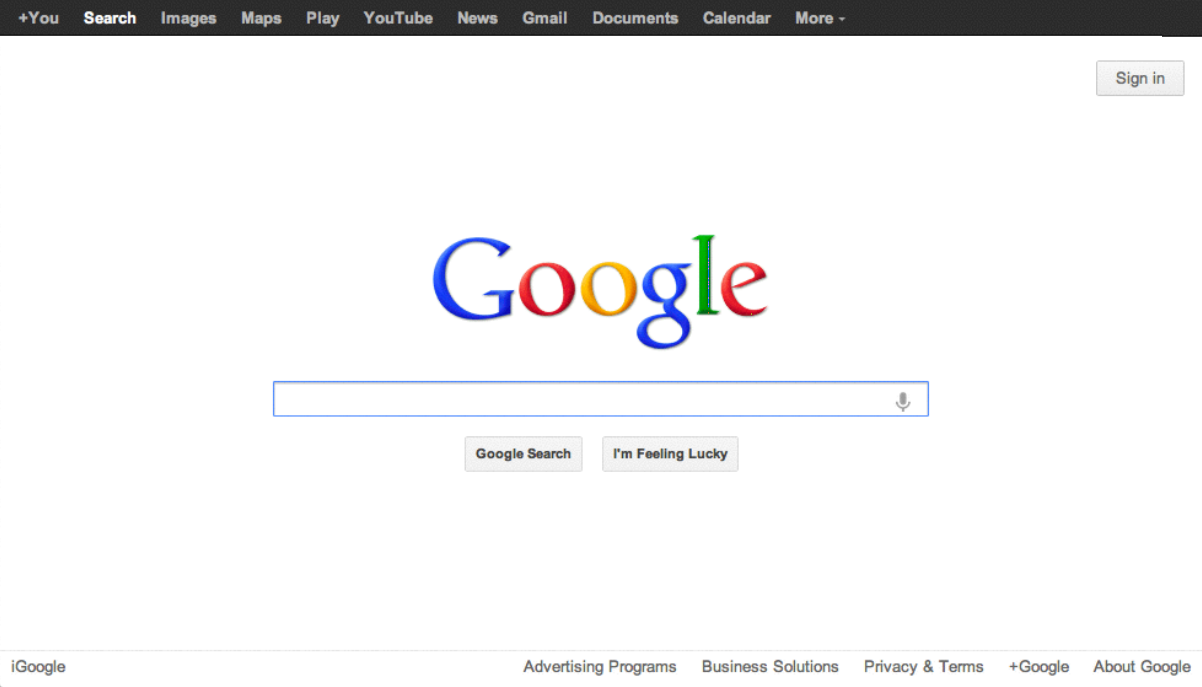 +You Search Images Maps Play YouTube News Gmail Documents Calendar More
Sign in
Google
Google Search I'm Feeling Lucky
iGoogle Advertising Programs Business Solutions Privacy & Terms +Google About Google